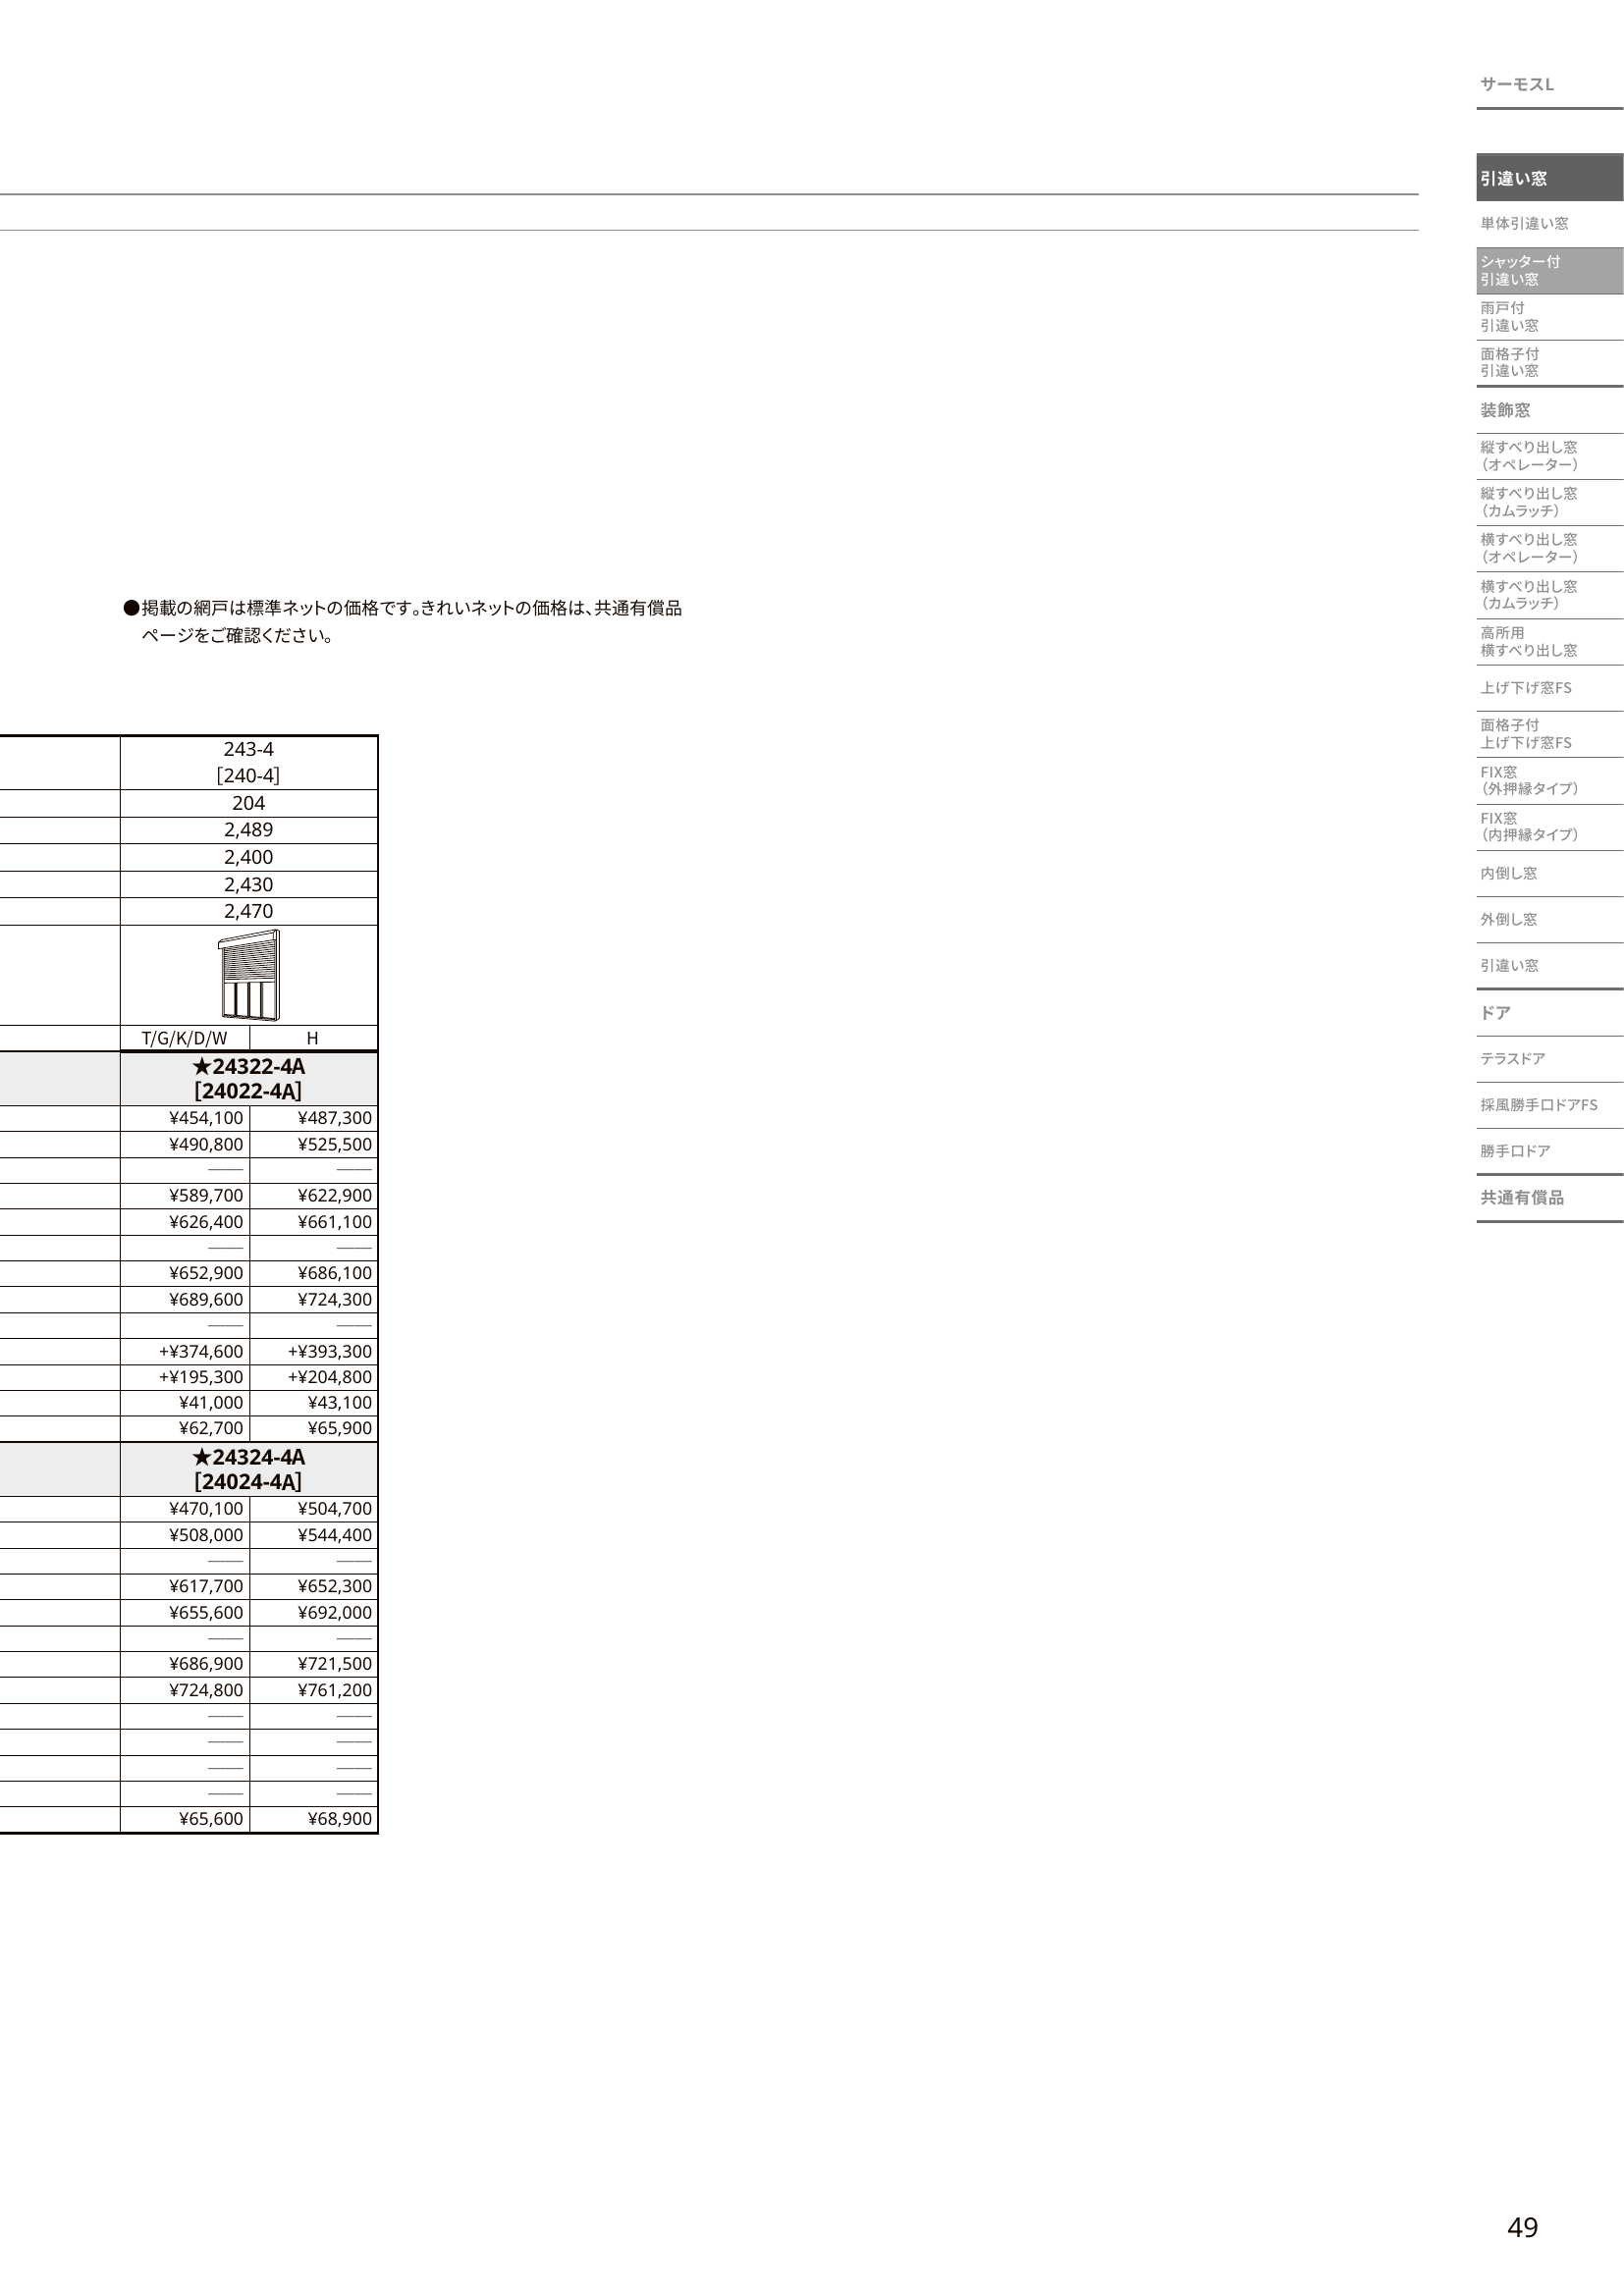 サーモスL
引違い窓
単体引違い窓
シャッター付
引違い窓
雨戸付
引違い窓
面格子付
引違い窓
装飾窓
縦すべり出し窓
（オペレーター）
縦すべり出し窓
（カムラッチ）
横すべり出し窓
（オペレーター）
横すべり出し窓
（カムラッチ）
高所用
横すべり出し窓
上げ下げ窓FS
面格子付
上げ下げ窓FS
FIX窓
（外押縁タイプ）
FIX窓
（内押縁タイプ）
内倒し窓
外倒し窓
引違い窓
ドア
テラスドア
採風勝手口ドアFS
勝手口ドア
共通有償品
●掲載の網戸は標準ネットの価格です。きれいネットの価格は、共通有償品
ページをご確認ください。
243-4
［240-4］
204
2,489
2,400
2,430
2,470
T/G/K/D/W H
★24322-4A
［24022-4A］
¥454,100 ¥487,300
¥490,800 ¥525,500
—— ——
¥589,700 ¥622,900
¥626,400 ¥661,100
—— ——
¥652,900 ¥686,100
¥689,600 ¥724,300
—— ——
+¥374,600 +¥393,300
+¥195,300 +¥204,800
¥41,000 ¥43,100
¥62,700 ¥65,900
★24324-4A
［24024-4A］
¥470,100 ¥504,700
¥508,000 ¥544,400
—— ——
¥617,700 ¥652,300
¥655,600 ¥692,000
—— ——
¥686,900 ¥721,500
¥724,800 ¥761,200
—— ——
—— ——
—— ——
—— ——
¥65,600 ¥68,900
49